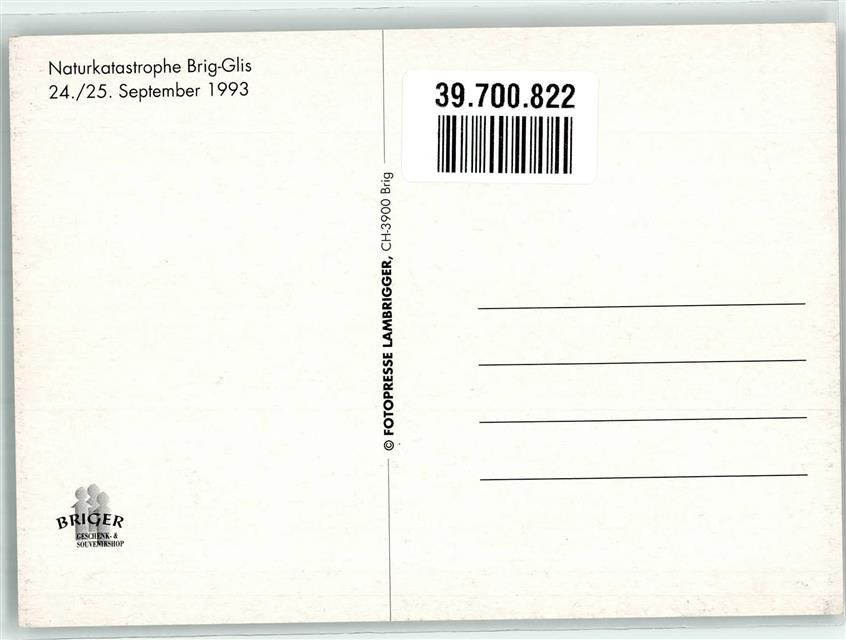 Naturkatastrophe Brig-Glis
24./25. September 1993
39.700.822
© FOTOPRESSE LAMBRIGGER, CH-3900 Brig
BRIGER
GESCHENK- &
SOUVENIRSHOP